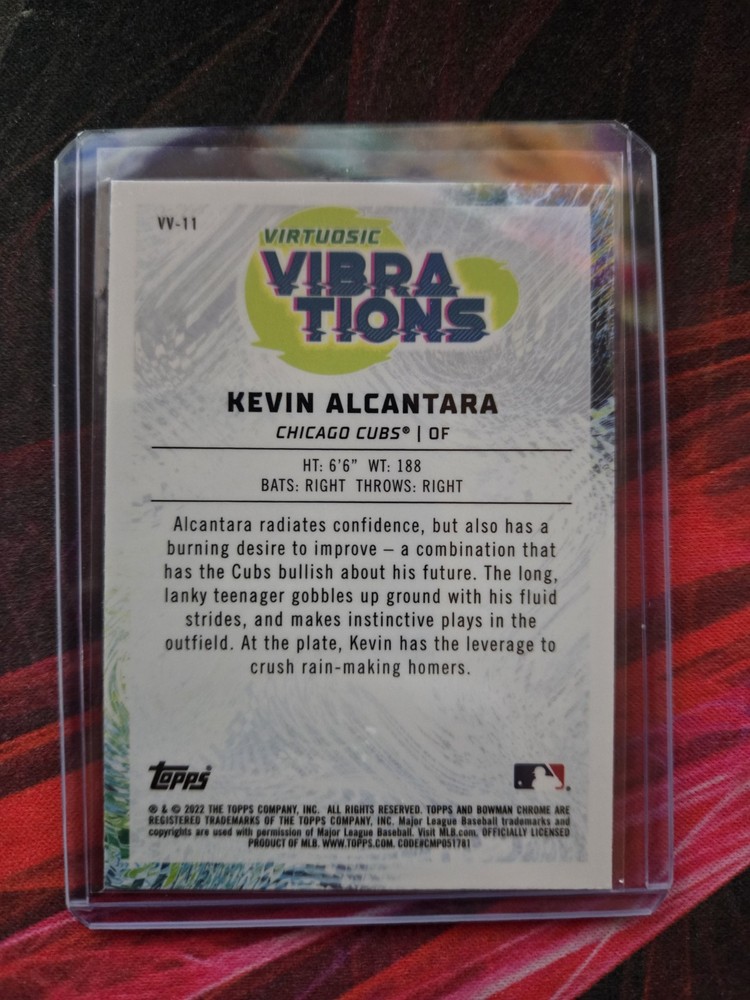 VV-11
VIRTUOSIC
VIBRA
TIONS
KEVIN ALCANTARA
CHICAGO CUBS® | OF
HT: 6'6" WT: 188
BATS: RIGHT THROWS: RIGHT
Alcantara radiates confidence, but also has a
burning desire to improve – a combination that
has the Cubs bullish about his future. The long,
lanky teenager gobbles up ground with his fluid
strides, and makes instinctive plays in the
outfield. At the plate, Kevin has the leverage to
crush rain-making homers.
topps®
® & © 2022 THE TOPPS COMPANY, INC. ALL RIGHTS RESERVED. TOPPS AND BOWMAN CHROME ARE
REGISTERED TRADEMARKS OF THE TOPPS COMPANY, INC. Major League Baseball trademarks and
copyrights are used with permission of Major League Baseball. Visit MLB.com. OFFICIALLY LICENSED
PRODUCT OF MLB. WWW.TOPPS.COM. CODE#CMP051781